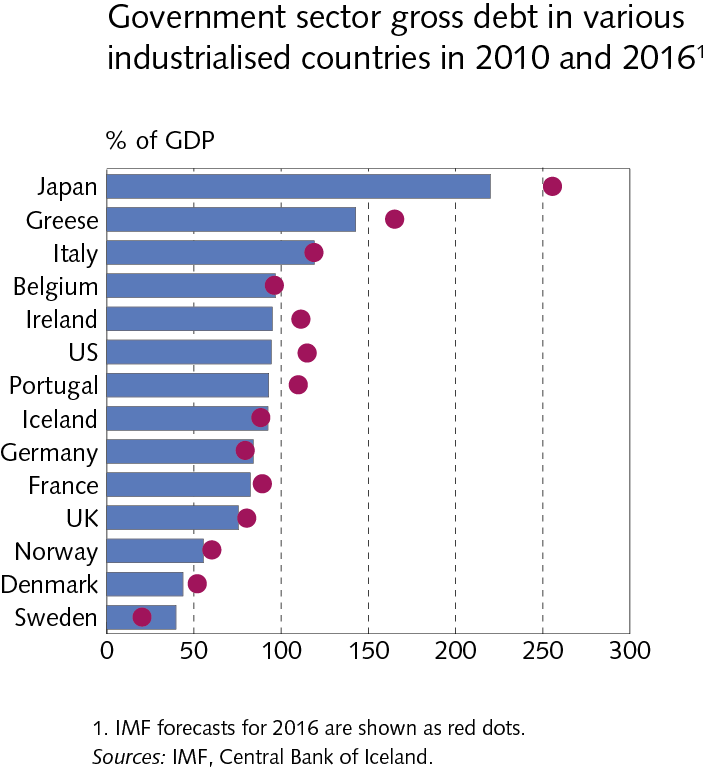 Government sector gross debt in various
industrialised countries in 2010 and 2016¹
% of GDP
Japan
Greese
Italy
Belgium
Ireland
US
Portugal
Iceland
Germany
France
UK
Norway
Denmark
Sweden
0 50 100 150 200 250 300
1. IMF forecasts for 2016 are shown as red dots.
Sources: IMF, Central Bank of Iceland.